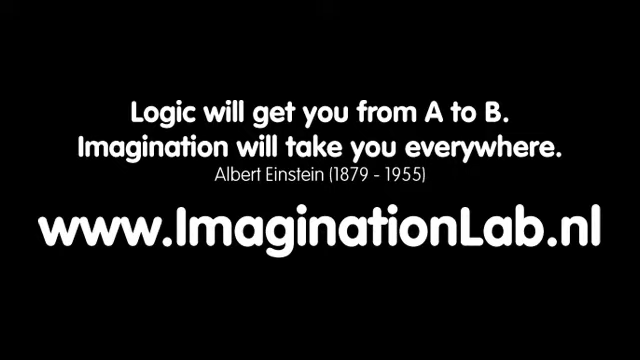 Logic will get you from A to B.
Imagination will take you everywhere.
Albert Einstein (1879 - 1955)
www.ImaginationLab.nl